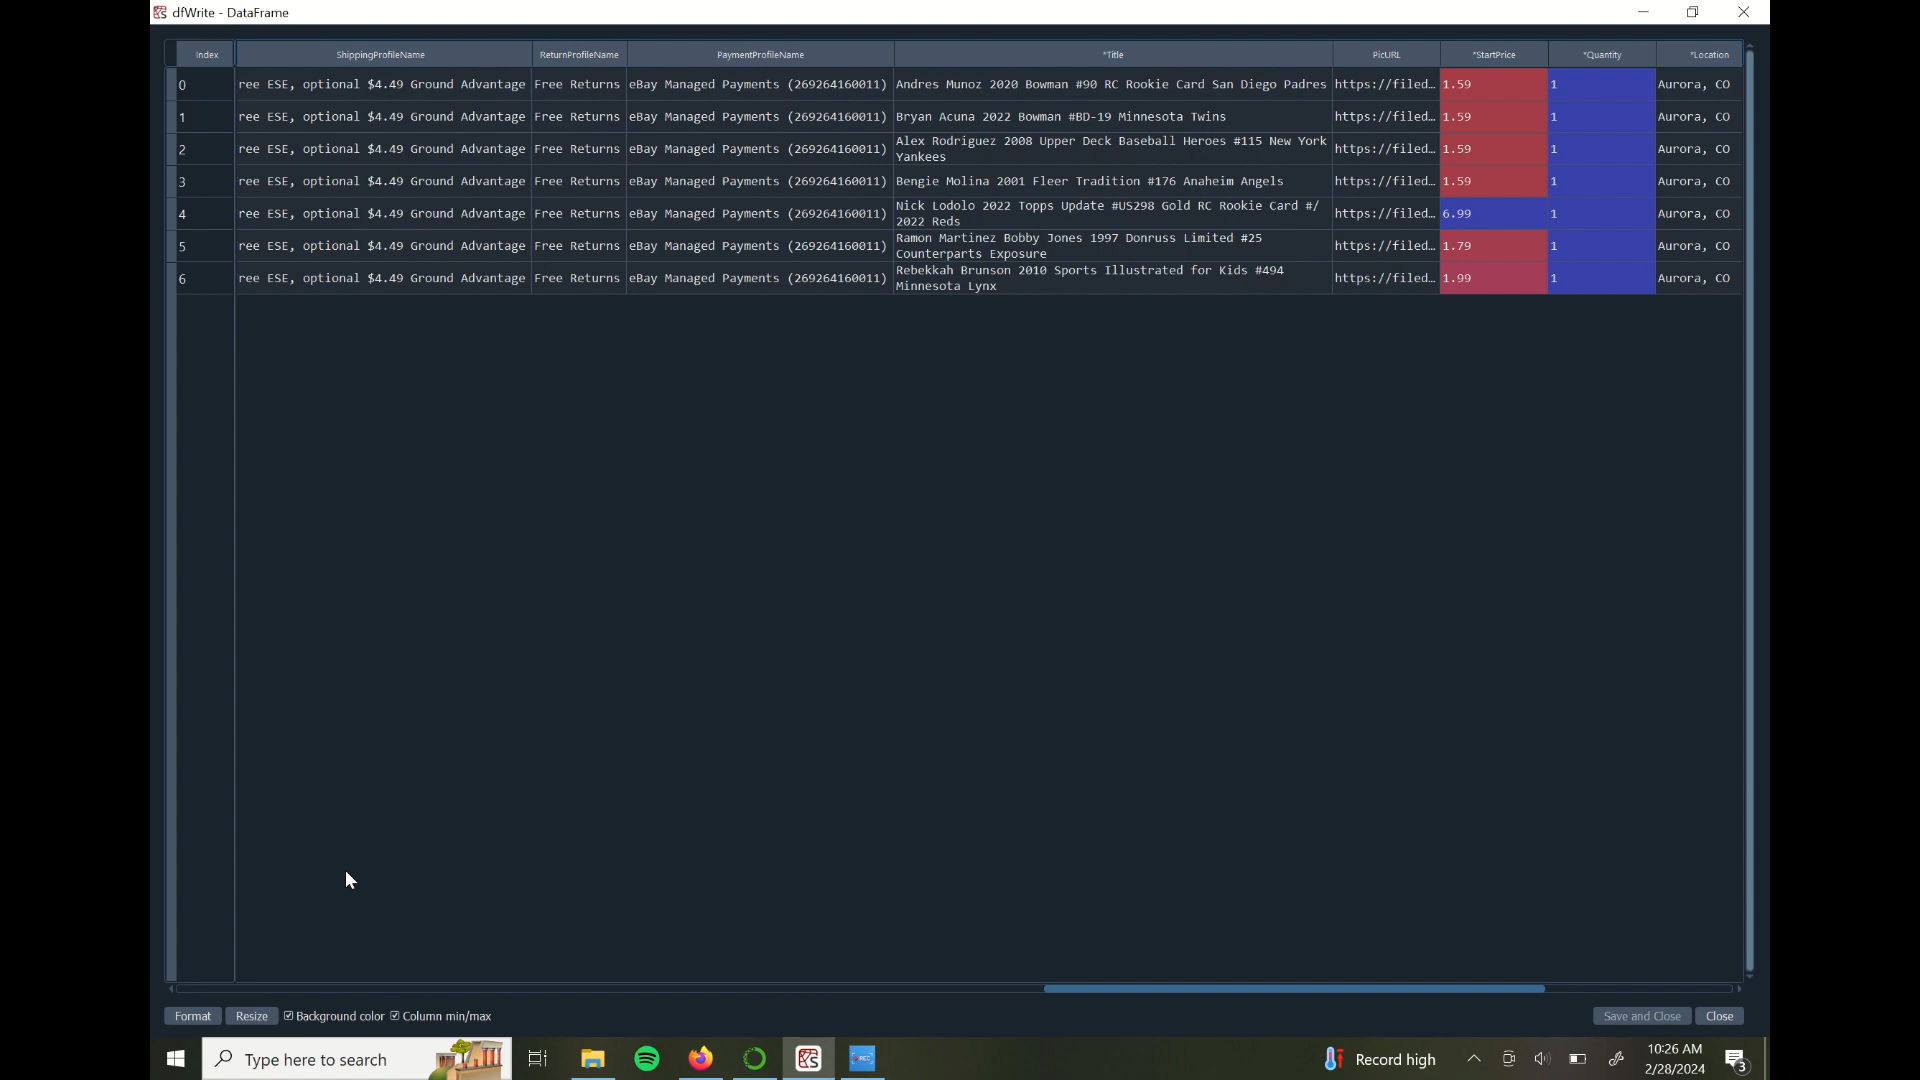 dfWrite - DataFrame
Index ShippingProfileName ReturnProfileName PaymentProfileName *Title PicURL *StartPrice *Quantity *Location
0 ree ESE, optional $4.49 Ground Advantage Free Returns eBay Managed Payments (269264160011) Andres Munoz 2020 Bowman #90 RC Rookie Card San Diego Padres https://filed… 1.59 1 Aurora, CO
1 ree ESE, optional $4.49 Ground Advantage Free Returns eBay Managed Payments (269264160011) Bryan Acuna 2022 Bowman #BD-19 Minnesota Twins https://filed… 1.59 1 Aurora, CO
2 ree ESE, optional $4.49 Ground Advantage Free Returns eBay Managed Payments (269264160011) Alex Rodriguez 2008 Upper Deck Baseball Heroes #115 New York https://filed… 1.59 1 Aurora, CO
Yankees
3 ree ESE, optional $4.49 Ground Advantage Free Returns eBay Managed Payments (269264160011) Bengie Molina 2001 Fleer Tradition #176 Anaheim Angels https://filed… 1.59 1 Aurora, CO
4 ree ESE, optional $4.49 Ground Advantage Free Returns eBay Managed Payments (269264160011) Nick Lodolo 2022 Topps Update #US298 Gold RC Rookie Card #/ https://filed… 6.99 1 Aurora, CO
2022 Reds
5 ree ESE, optional $4.49 Ground Advantage Free Returns eBay Managed Payments (269264160011) Ramon Martinez Bobby Jones 1997 Donruss Limited #25 https://filed… 1.79 1 Aurora, CO
Counterparts Exposure
6 ree ESE, optional $4.49 Ground Advantage Free Returns eBay Managed Payments (269264160011) Rebekkah Brunson 2010 Sports Illustrated for Kids #494 https://filed… 1.99 1 Aurora, CO
Minnesota Lynx
Format Resize Background color Column min/max Save and Close Close
Type here to search REC Record high 10:26 AM
2/28/2024 3